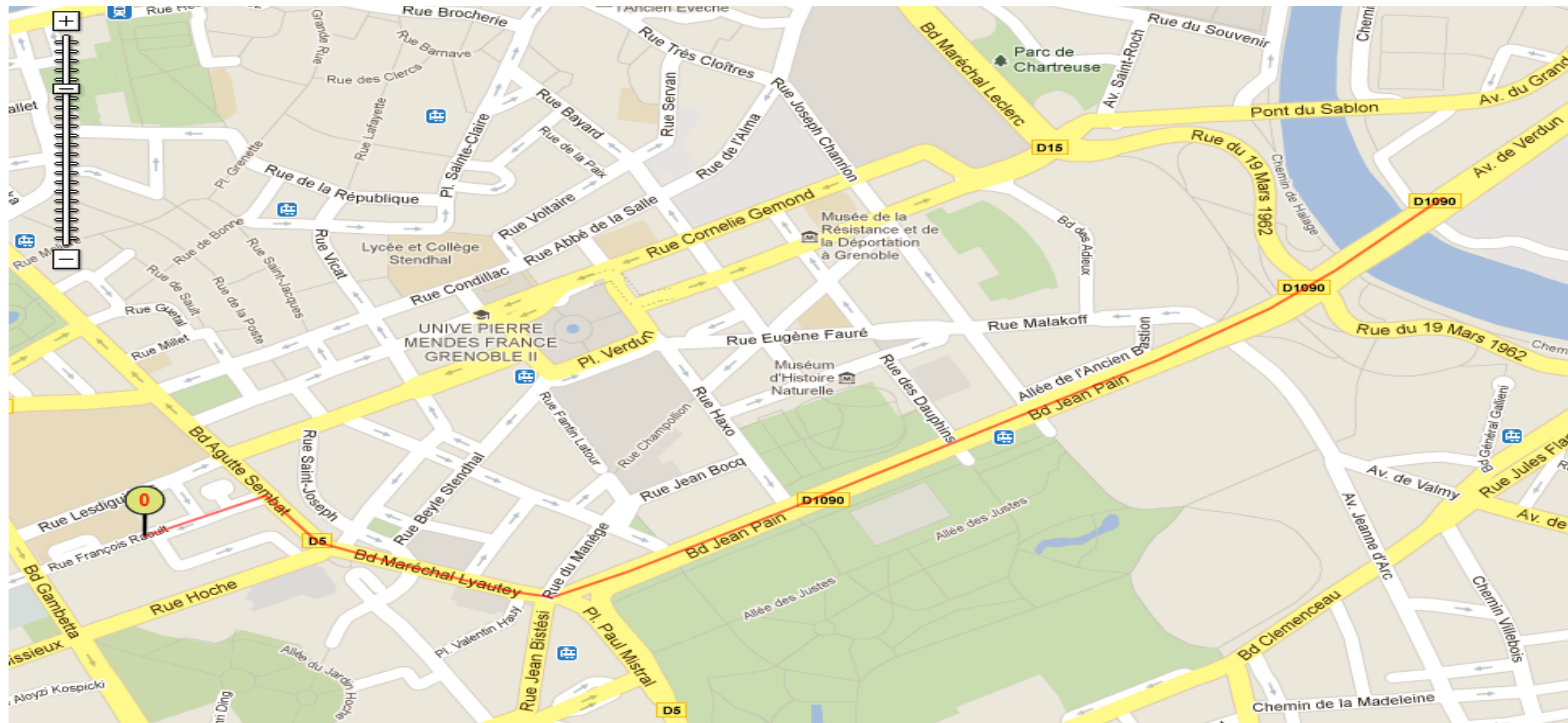 Rue Brocherie
l'Ancien Évêché
Rue du Souvenir
Grande Rue
Rue Barnave
Rue des Clercs
Rue Très Cloîtres
Bd Maréchal Leclerc
Parc de
Chartreuse
Av. Saint-Roch
Chemin
Rue Lafayette
Rue Servan
Rue Bayard
Rue de la Paix
Rue de l'Alma
Rue Joseph Chanrion
Pont du Sablon
Av. du Grand
Pl. Grenette
Pl. Sainte-Claire
D15
Rue du 19 Mars 1962
Chemin de Halage
Av. de Verdun
Rue de la République
Rue Voltaire
Rue Abbé de la Salle
Rue Cornelie Gemond
D1090
Rue de Bonne
Rue Saint-Jacques
Rue Vicat
Lycée et Collège
Stendhal
Musée de la
Résistance et de
la Déportation
à Grenoble
Bd des Adieux
Rue de Sault
Rue de la Poste
Rue Condillac
D1090
Rue Guetal
Rue Millet
UNIVE PIERRE
MENDES FRANCE
GRENOBLE II
Pl. Verdun
Rue Eugène Fauré
Rue Malakoff
Rue du 19 Mars 1962
Muséum
d'Histoire
Naturelle
Rue des Dauphins
Allée de l'Ancien Bastion
Bd Jean Pain
Rue Fantin Latour
Rue Champollion
Rue Haxo
Bd Général Gallieni
Bd Agutte Sembat
Rue Saint-Joseph
Rue Beyle Stendhal
Rue Jean Bocq
Av. de Valmy
Rue Jules
0
Rue Lesdiguières
D1090
Allée des Justes
Av. de
Rue François Raoult
D5
Bd Jean Pain
Bd Maréchal Lyautey
Rue du Manège
Av. Jeanne d'Arc
Bd Gambetta
Rue Hoche
Allée des Justes
Chemin Villebois
Pl. Valentin Hauy
Rue Jean Bistési
Pl. Paul Mistral
Bd Clemenceau
Allée du Jardin Hoche
Aloyzi Kospicki
D5
Chemin de la Madeleine